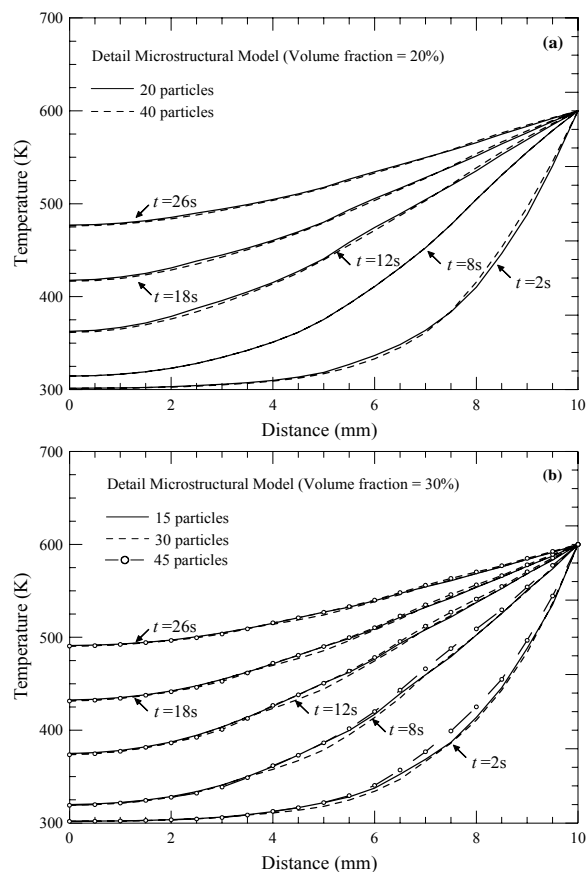 (a)
Detail Microstructural Model (Volume fraction = 20%)
20 particles
40 particles
Temperature (K)
700
600
500
400
300
t =26s
t =18s
t =12s
t =8s
t =2s
0 2 4 6 8 10
Distance (mm)
(b)
Detail Microstructural Model (Volume fraction = 30%)
15 particles
30 particles
45 particles
Temperature (K)
700
600
500
400
300
t =26s
t =18s
t =12s
t =8s
t =2s
0 2 4 6 8 10
Distance (mm)